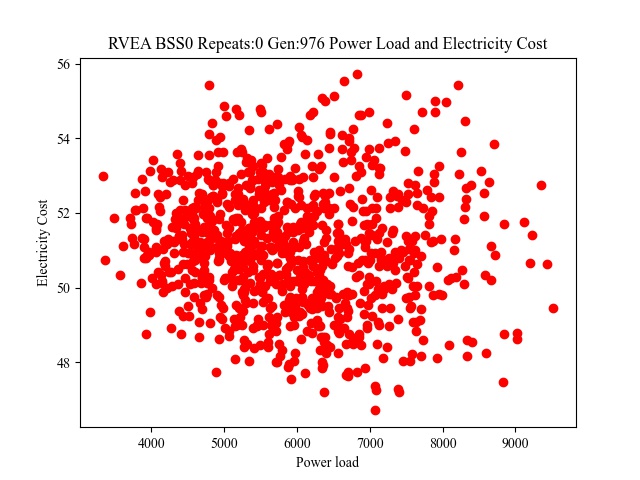 RVEA BSS0 Repeats:0 Gen:976 Power Load and Electricity Cost
56
54
52
50
48
Electricity Cost
4000 5000 6000 7000 8000 9000
Power load